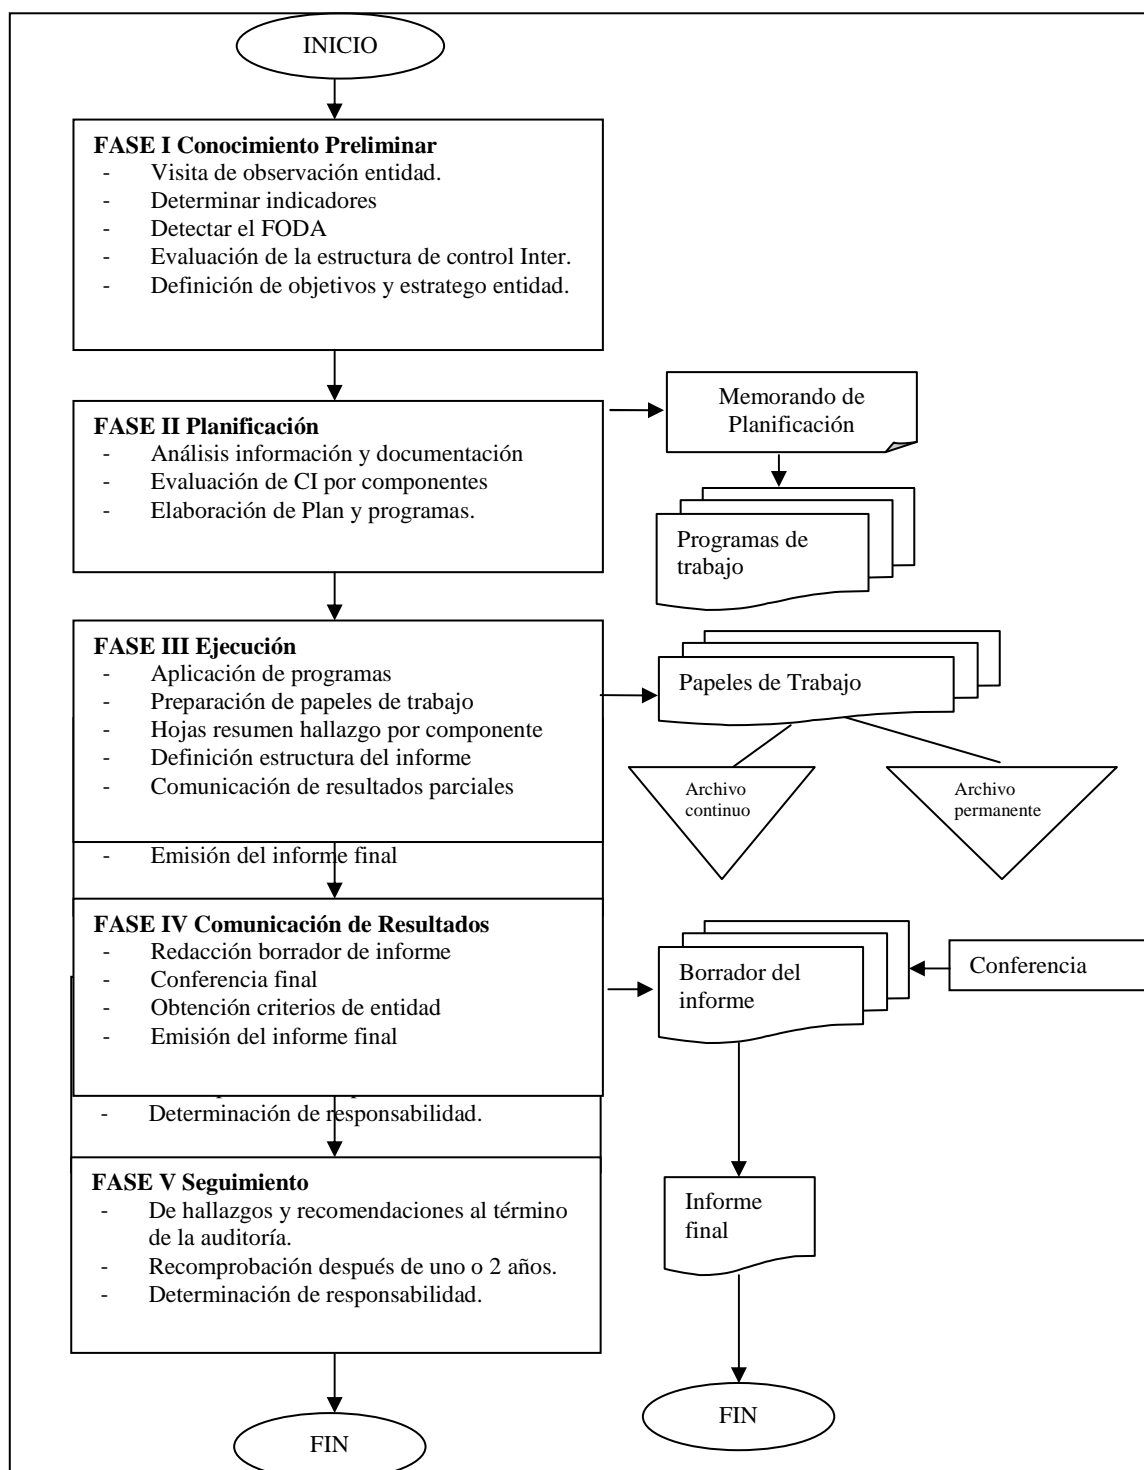 INICIO
FASE I Conocimiento Preliminar
- Visita de observación entidad.
- Determinar indicadores
- Detectar el FODA
- Evaluación de la estructura de control Inter.
- Definición de objetivos y estratego entidad.
Memorando de
Planificación
FASE II Planificación
- Análisis información y documentación
- Evaluación de CI por componentes
- Elaboración de Plan y programas.
Programas de
trabajo
FASE III Ejecución
- Aplicación de programas
- Preparación de papeles de trabajo
- Hojas resumen hallazgo por componente
- Definición estructura del informe
- Comunicación de resultados parciales
Papeles de Trabajo
Archivo
continuo
Archivo
permanente
- Emisión del informe final
FASE IV Comunicación de Resultados
- Redacción borrador de informe
- Conferencia final
- Obtención criterios de entidad
- Emisión del informe final
Borrador del
informe
Conferencia
- Determinación de responsabilidad.
FASE V Seguimiento
- De hallazgos y recomendaciones al término
de la auditoría.
- Recomprobación después de uno o 2 años.
- Determinación de responsabilidad.
Informe
final
FIN
FIN